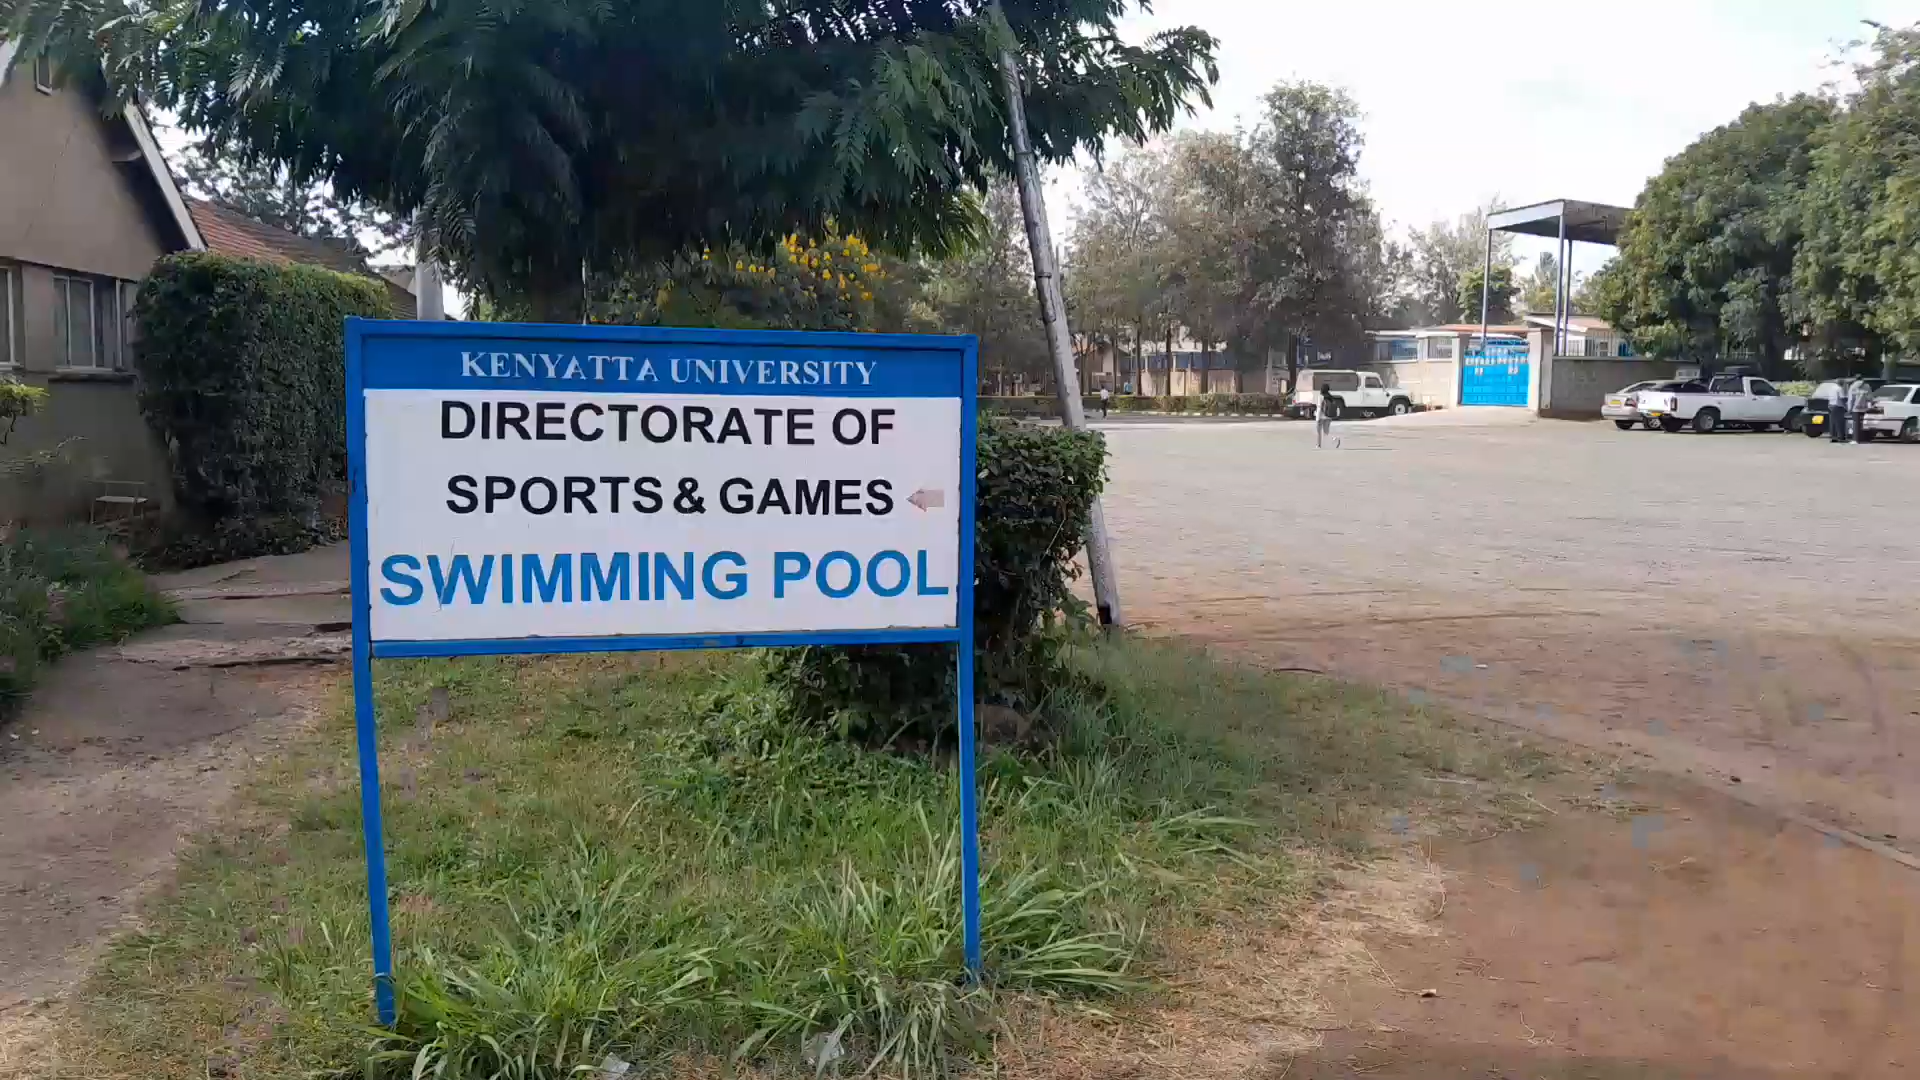 KENYATTA UNIVERSITY
DIRECTORATE OF
SPORTS & GAMES
SWIMMING POOL